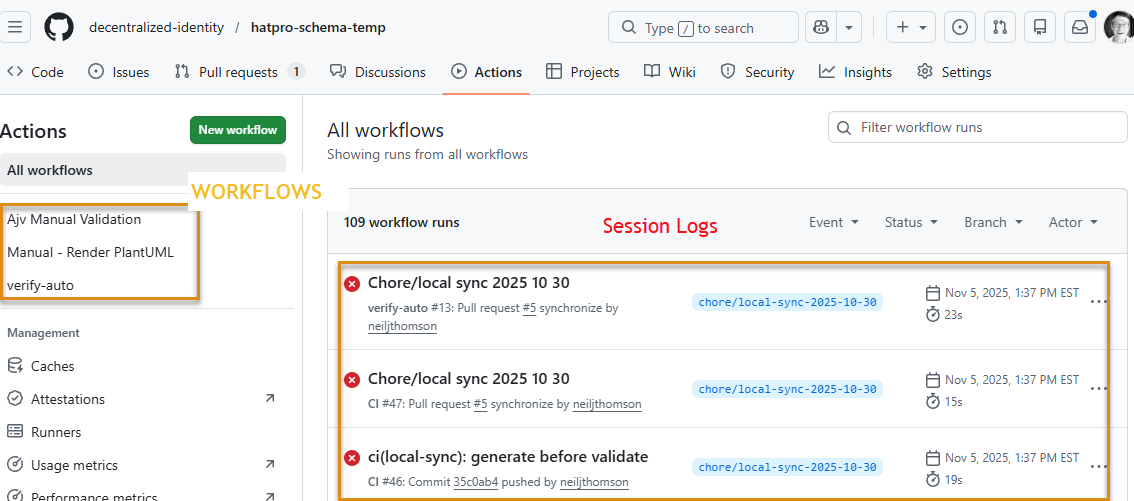 decentralized-identity / hatpro-schema-temp
Type / to search
Code
Issues
Pull requests 1
Discussions
Actions
Projects
Wiki
Security
Insights
Settings
Actions
New workflow
All workflows
WORKFLOWS
Ajv Manual Validation
Manual - Render PlantUML
verify-auto
Management
Caches
Attestations
Runners
Usage metrics
Performance metrics
All workflows
Showing runs from all workflows
Filter workflow runs
109 workflow runs
Session Logs
Event
Status
Branch
Actor
Chore/local sync 2025 10 30
verify-auto #13: Pull request #5 synchronize by
neiljthomson
chore/local-sync-2025-10-30
Nov 5, 2025, 1:37 PM EST
23s
Chore/local sync 2025 10 30
CI #47: Pull request #5 synchronize by neiljthomson
chore/local-sync-2025-10-30
Nov 5, 2025, 1:37 PM EST
15s
ci(local-sync): generate before validate
CI #46: Commit 35c0ab4 pushed by neiljthomson
chore/local-sync-2025-10-30
Nov 5, 2025, 1:37 PM EST
19s